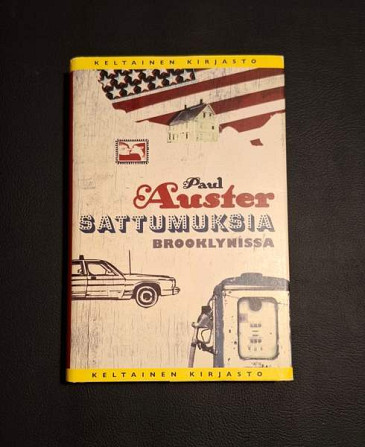 KELTAINEN KIRJASTO
Paul
Auster
SATTUMUKSIA
BROOKLYNISSA
KELTAINEN KIRJASTO